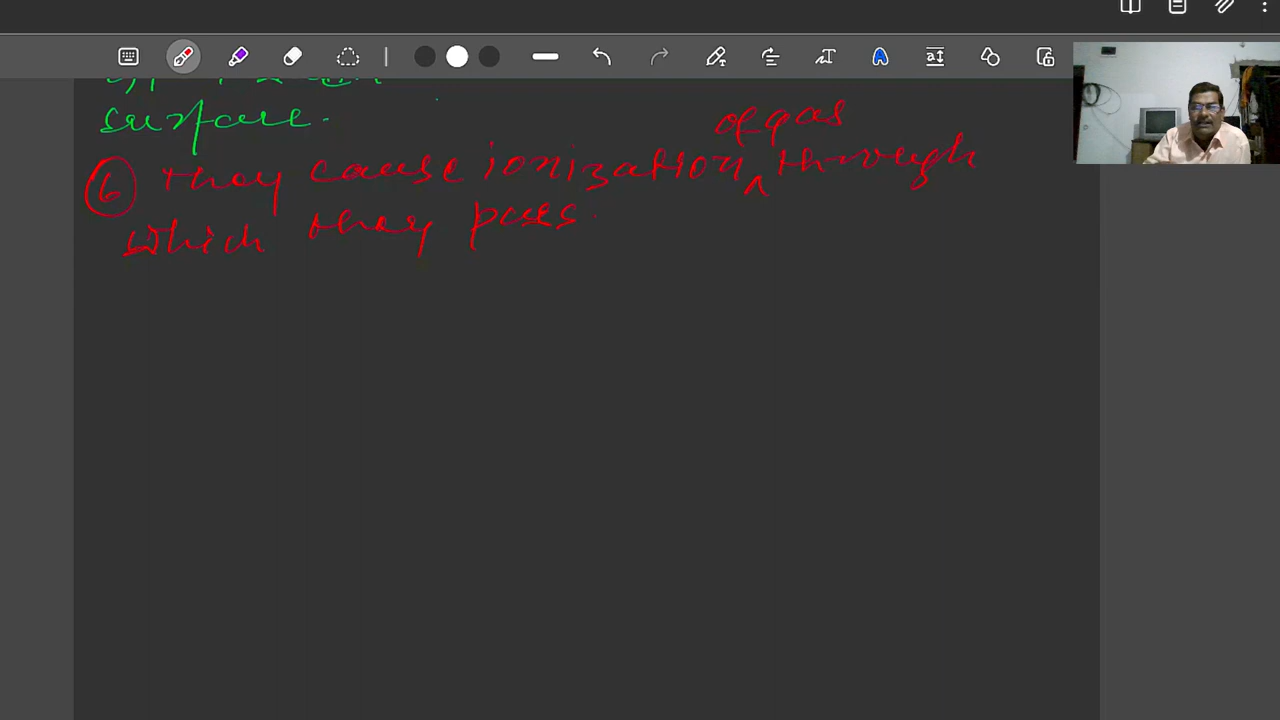 surface.
of gas
⑥ they cause ionization ^ through
which they pass.